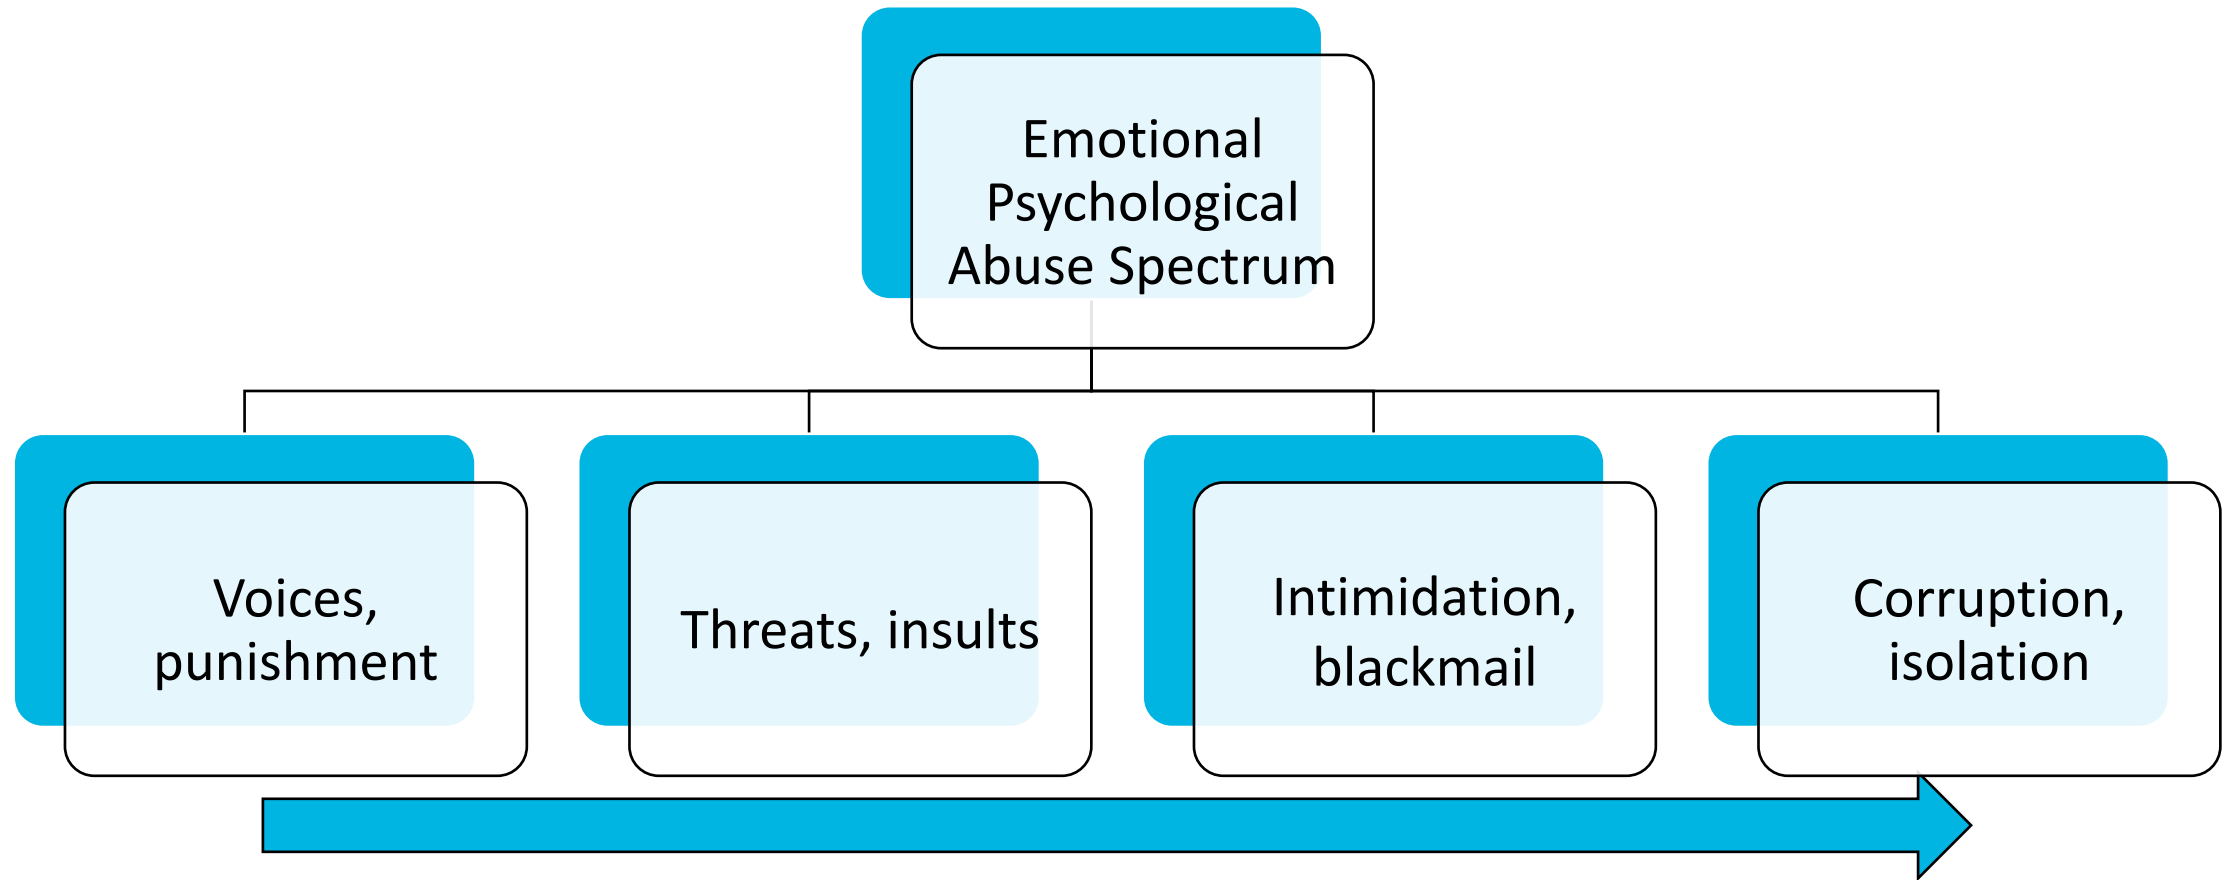 Emotional
Psychological
Abuse Spectrum
Voices,
punishment
Threats, insults
Intimidation,
blackmail
Corruption,
isolation